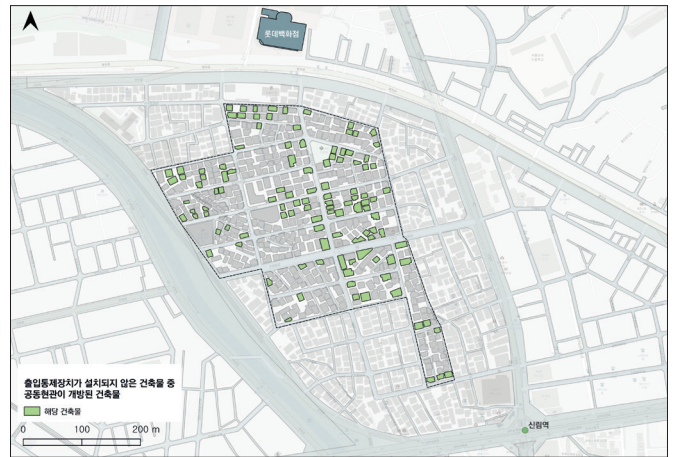 롯데백화점
출입통제장치가 설치되지 않은 건축물 중
공동현관이 개방된 건축물
해당 건축물
0 100 200 m
신림역